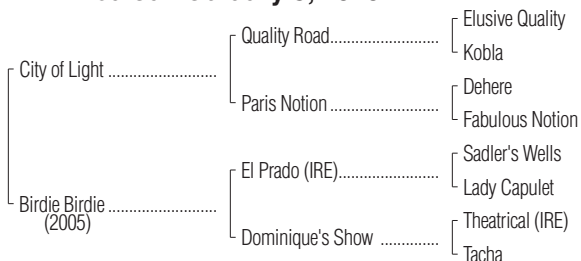 Elusive Quality
Quality Road
Kobla
City of Light
Dehere
Paris Notion
Fabulous Notion
Sadler's Wells
El Prado (IRE)
Lady Capulet
Birdie Birdie
(2005)
Theatrical (IRE)
Dominique's Show
Tacha